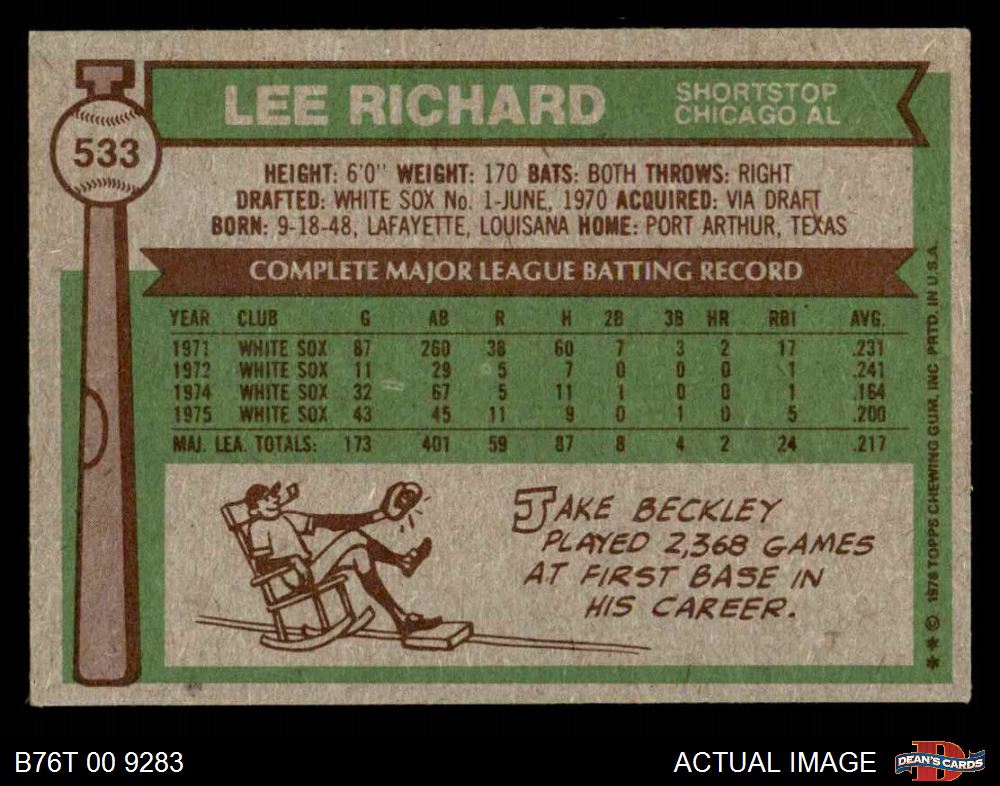 533
LEE RICHARD
SHORTSTOP
CHICAGO AL
HEIGHT: 6'0" WEIGHT: 170 BATS: BOTH THROWS: RIGHT
DRAFTED: WHITE SOX No. 1-JUNE, 1970 ACQUIRED: VIA DRAFT
BORN: 9-18-48, LAFAYETTE, LOUISIANA HOME: PORT ARTHUR, TEXAS
COMPLETE MAJOR LEAGUE BATTING RECORD
YEAR CLUB G AB R H 2B 3B HR RBI AVG.
1971 WHITE SOX 87 260 38 60 7 3 2 17 .231
1972 WHITE SOX 11 29 5 7 0 0 0 1 .241
1974 WHITE SOX 32 67 5 11 1 0 0 1 .164
1975 WHITE SOX 43 45 11 9 0 1 0 5 .200
MAJ. LEA. TOTALS: 173 401 59 87 8 4 2 24 .217
JAKE BECKLEY
PLAYED 2,368 GAMES
AT FIRST BASE IN
HIS CAREER.
** © 1976 TOPPS CHEWING GUM, INC PRTD. IN U.S.A.
B76T 00 9283
ACTUAL IMAGE
D
DEAN'S CARDS